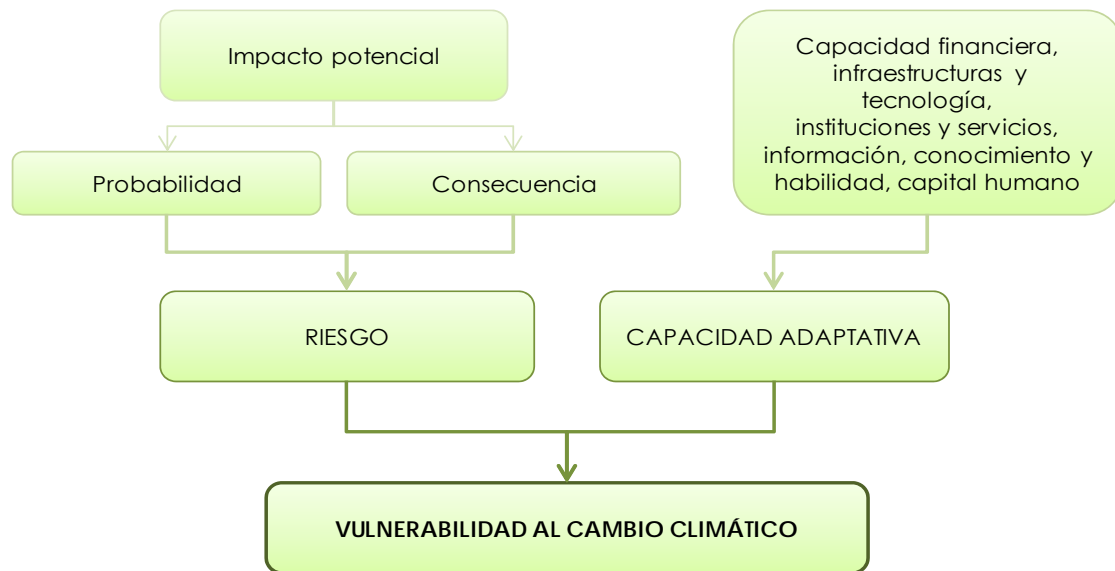 Impacto potencial
Capacidad financiera,
infraestructuras y
tecnología,
instituciones y servicios,
información, conocimiento y
habilidad, capital humano
Probabilidad
Consecuencia
RIESGO
CAPACIDAD ADAPTATIVA
VULNERABILIDAD AL CAMBIO CLIMÁTICO